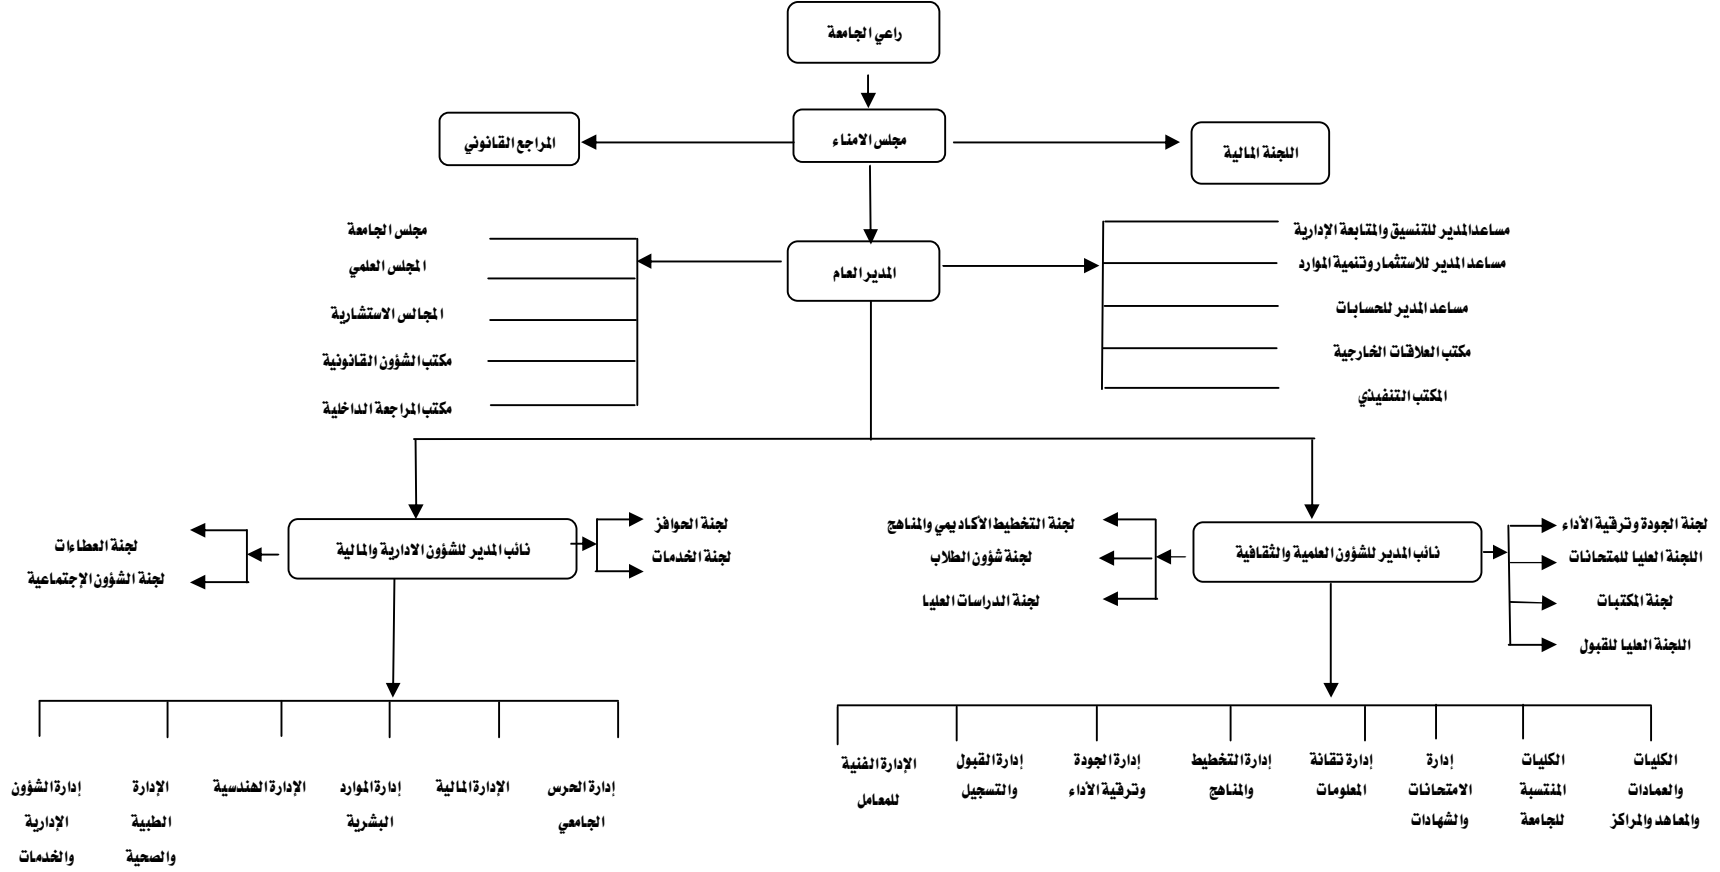 راعي الجامعة
مجلس الامناء
اللجنة المالية
المراجع القانوني
المدير العام
مساعدالمدير للتنسيق والمتابعة الإدارية
مساعد المدير للاستثمار وتنمية الموارد
مساعد المدير للحسابات
مكتب العلاقات الخارجية
المكتب التنفيذي
مجلس الجامعة
المجلس العلمي
المجالس الاستشارية
مكتب الشؤون القانونية
مكتب المراجعة الداخلية
نائب المدير للشؤون العلمية والثقافية
لجنة الجودة وترقية الأداء
اللجنة العليا للمتحانات
لجنة المكتبات
اللجنة العليا للقبول
لجنة التخطيط الأكاديمي والمناهج
لجنة شؤون الطلاب
لجنة الدراسات العليا
نائب المدير للشؤون الادارية والمالية
لجنة الحوافز
لجنة الخدمات
لجنة العطاءات
لجنة الشؤون الإجتماعية
الكليات
والعمادات
والمعاهد والمراكز
الكليات
المنتسبة
للجامعة
إدارة
الامتحانات
والشهادات
إدارة تقانة
المعلومات
إدارة التخطيط
والمناهج
إدارة الجودة
وترقية الأداء
إدارة القبول
والتسجيل
الإدارة الفنية
للمعامل
إدارة الحرس
الجامعي
الإدارة المالية
إدارة الموارد
البشرية
الإدارة الهندسية
الإدارة
الطبية
والصحية
إدارة الشؤون
الإدارية
والخدمات